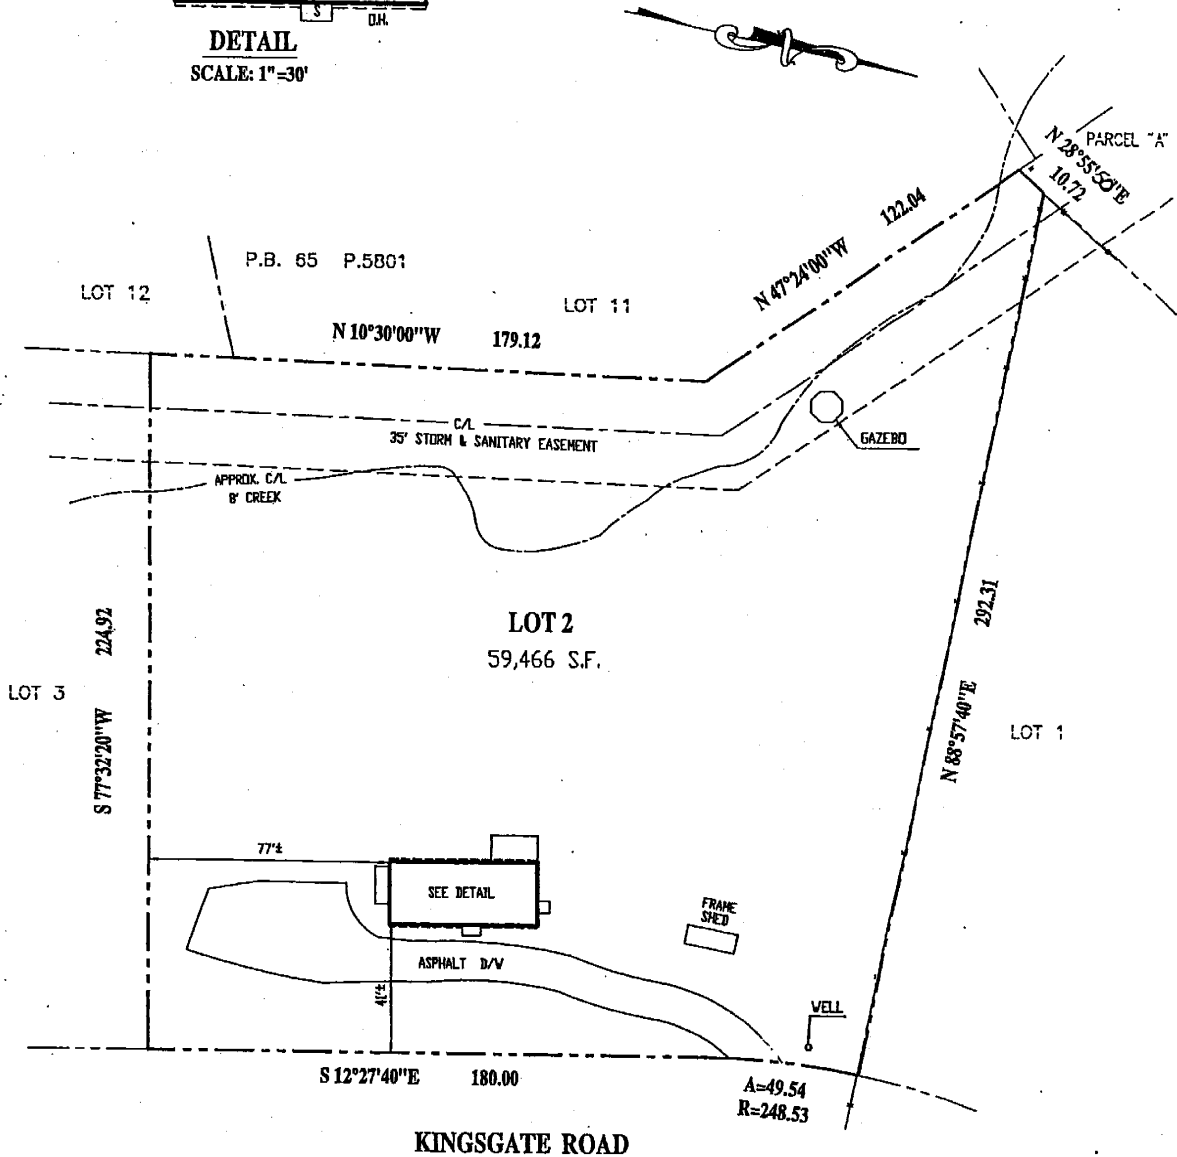 S
O.H.
DETAIL
SCALE: 1"=30'
PARCEL "A"
N 28°55'50"E
10.72
122.04
N 47°24'00"W
P.B. 65 P.5801
LOT 12
LOT 11
N 10°30'00"W 179.12
C/L
35' STORM & SANITARY EASEMENT
GAZEBO
APPROX. C/L
8' CREEK
LOT 2
59,466 S.F.
224.92
S 77°32'20"W
LOT 3
292.31
N 88°57'40"E
LOT 1
77'±
SEE DETAIL
FRAME
SHED
ASPHALT D/W
41'±
WELL
S 12°27'40"E 180.00
A=49.54
R=248.53
KINGSGATE ROAD